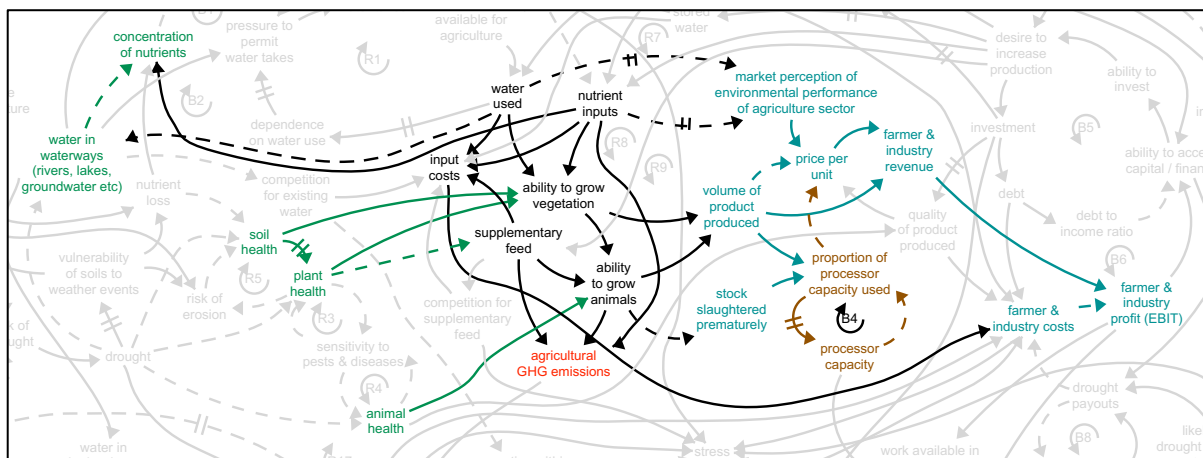 concentration
of nutrients
pressure to
permit
water takes
R1
B2
available for
agriculture
stored
water
R7
desire to
increase
production
ability to
invest
water
used
nutrient
inputs
market perception of
environmental performance
of agriculture sector
water in
waterways
(rivers, lakes,
groundwater etc)
dependence
on water use
R8
R9
investment
B5
input
costs
price per
unit
farmer &
industry
revenue
nutrient
loss
competition
for existing
water
ability to grow
vegetation
volume of
product
produced
debt
quality
of product
produced
debt to
income ratio
capital / finan
soil
health
supplementary
feed
vulnerability
of soils to
weather events
R5
plant
health
ability
to grow
animals
proportion of
processor
capacity used
B6
risk of
erosion
R3
competition for
supplementary
feed
stock
slaughtered
prematurely
B4
farmer &
industry costs
farmer &
industry
profit (EBIT)
drought
sensitivity to
pests & diseases
agricultural
GHG emissions
processor
capacity
R4
animal
health
drought
payouts
B8
water in
stress
work available in
like
drought